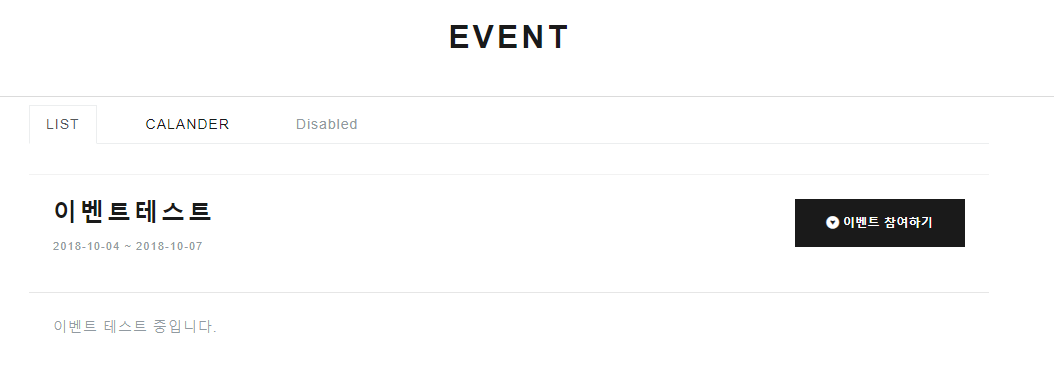 EVENT
LIST CALANDER Disabled
이벤트테스트
이벤트 참여하기
2018-10-04 ~ 2018-10-07
이벤트 테스트 중입니다.